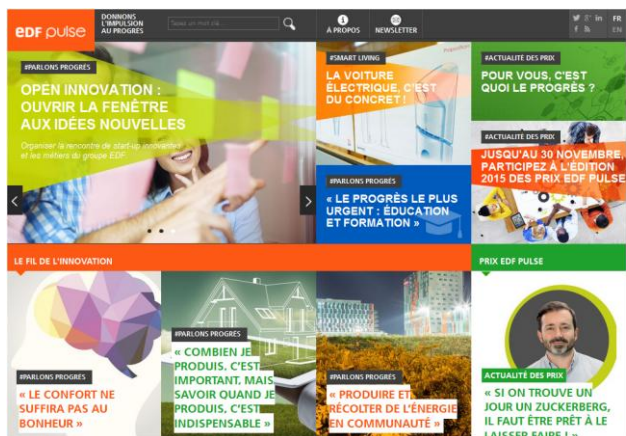 EDF pulse
DONNONS
L'IMPULSION
AU PROGRÈS
Tapez un mot clé ...
À PROPOS
NEWSLETTER
FR
EN
#PARLONS PROGRÈS
OPEN INNOVATION :
OUVRIR LA FENÊTRE
AUX IDÉES NOUVELLES
Organiser la rencontre de start-up innovantes
et les métiers du groupe EDF.
#SMART LIVING
LA VOITURE
ÉLECTRIQUE, C'EST
DU CONCRET !
#PARLONS PROGRÈS
« LE PROGRÈS LE PLUS
URGENT : ÉDUCATION
ET FORMATION »
#ACTUALITÉ DES PRIX
POUR VOUS, C'EST
QUOI LE PROGRÈS ?
#ACTUALITÉ DES PRIX
JUSQU'AU 30 NOVEMBRE,
PARTICIPEZ À L'ÉDITION
2015 DES PRIX EDF PULSE
LE FIL DE L'INNOVATION
PRIX EDF PULSE
#PARLONS PROGRÈS
« LE CONFORT NE
SUFFIRA PAS AU
BONHEUR »
#PARLONS PROGRÈS
« COMBIEN JE
PRODUIS, C'EST
IMPORTANT, MAIS
SAVOIR QUAND JE
PRODUIS, C'EST
INDISPENSABLE »
#PARLONS PROGRÈS
« PRODUIRE ET
RÉCOLTER DE L'ÉNERGIE
EN COMMUNAUTÉ »
ACTUALITÉ DES PRIX
« SI ON TROUVE UN
JOUR UN ZUCKERBERG,
IL FAUT ÊTRE PRÊT À LE
LAISSER FAIRE ! »